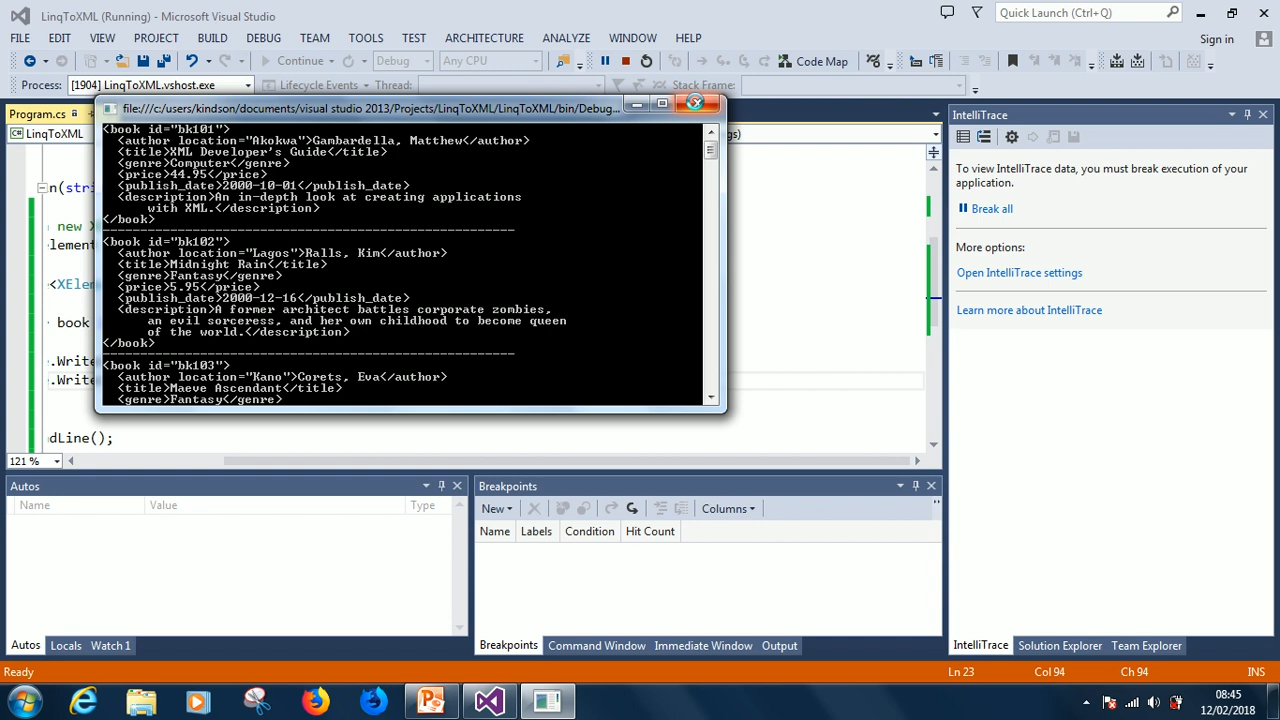 LinqToXML (Running) - Microsoft Visual Studio
Quick Launch (Ctrl+Q)
FILE EDIT VIEW PROJECT BUILD DEBUG TEAM TOOLS TEST ARCHITECTURE ANALYZE WINDOW HELP
Sign in
Continue Debug Any CPU Code Map
Process: [1904] LinqToXML.vshost.exe Lifecycle Events Thread: Stack Frame:
Program.cs
file:///c:/users/kindson/documents/visual studio 2013/Projects/LinqToXML/LinqToXML/bin/Debug...
LinqToXML
gs)
<book id="bk101">
<author location="Akokwa">Gambardella, Matthew</author>
<title>XML Developer's Guide</title>
<genre>Computer</genre>
<price>44.95</price>
<publish_date>2000-10-01</publish_date>
<description>An in-depth look at creating applications
with XML.</description>
</book>
<book id="bk102">
<author location="Lagos">Ralls, Kim</author>
<title>Midnight Rain</title>
<genre>Fantasy</genre>
<price>5.95</price>
<publish_date>2000-12-16</publish_date>
<description>A former architect battles corporate zombies,
an evil sorceress, and her own childhood to become queen
of the world.</description>
</book>
<book id="bk103">
<author location="Kano">Corets, Eva</author>
<title>Maeve Ascendant</title>
<genre>Fantasy</genre>
n(stri
new X
lement
<XElem
book
.Write
.Write
dLine();
121 %
IntelliTrace
To view IntelliTrace data, you must break execution of your
application.
Break all
More options:
Open IntelliTrace settings
Learn more about IntelliTrace
Autos
Name Value Type
Breakpoints
New Columns
Name Labels Condition Hit Count
Autos Locals Watch 1
Breakpoints Command Window Immediate Window Output
IntelliTrace Solution Explorer Team Explorer
Ready
Ln 23 Col 94 Ch 94 INS
08:45
12/02/2018